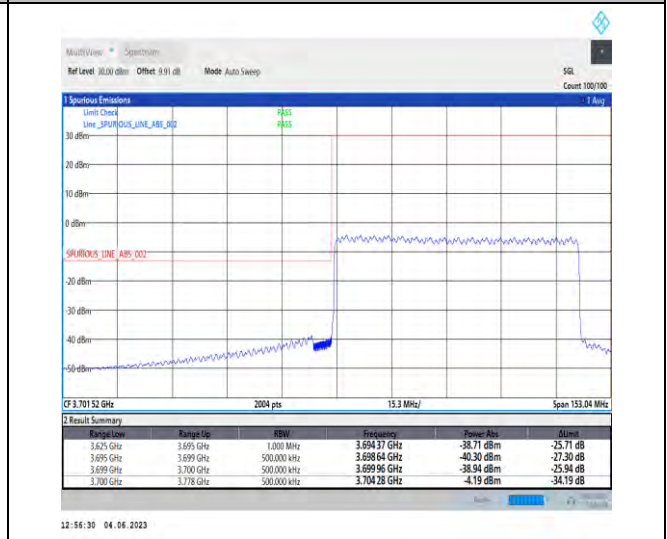 MultiView Spectrum
Ref Level 30.00 dBm Offset 9.91 dB Mode Auto Sweep SGL
Count 100/100
1 Spurious Emissions 1 Avg
Limit Check PASS
Line _SPURIOUS_LINE_ABS_002 PASS
30 dBm
20 dBm
10 dBm
0 dBm
SPURIOUS_LINE_ABS_002
-20 dBm
-30 dBm
-40 dBm
-50 dBm
CF 3.70152 GHz 2004 pts 15.3 MHz/ Span 153.04 MHz
2 Result Summary
Range Low Range Up RBW Frequency Power Abs ΔLimit
3.625 GHz 3.695 GHz 1.000 MHz 3.694 37 GHz -38.71 dBm -25.71 dB
3.695 GHz 3.699 GHz 500.000 kHz 3.698 64 GHz -40.30 dBm -27.30 dB
3.699 GHz 3.700 GHz 500.000 kHz 3.699 96 GHz -38.94 dBm -25.94 dB
3.700 GHz 3.778 GHz 500.000 kHz 3.704 28 GHz -4.19 dBm -34.19 dB
12:56:30 04.06.2023